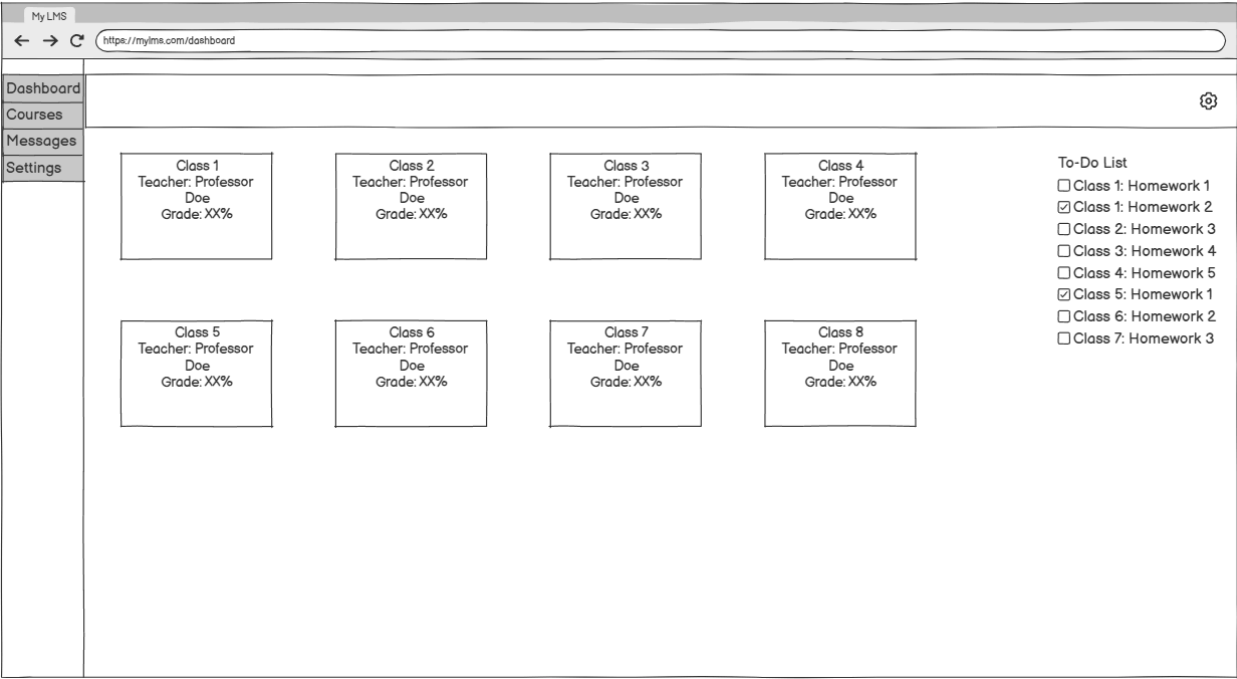 My LMS
https://mylms.com/dashboard
Dashboard
Courses
Messages
Settings
Class 1
Teacher: Professor
Doe
Grade: XX%
Class 2
Teacher: Professor
Doe
Grade: XX%
Class 3
Teacher: Professor
Doe
Grade: XX%
Class 4
Teacher: Professor
Doe
Grade: XX%
Class 5
Teacher: Professor
Doe
Grade: XX%
Class 6
Teacher: Professor
Doe
Grade: XX%
Class 7
Teacher: Professor
Doe
Grade: XX%
Class 8
Teacher: Professor
Doe
Grade: XX%
To-Do List
Class 1: Homework 1
Class 1: Homework 2
Class 2: Homework 3
Class 3: Homework 4
Class 4: Homework 5
Class 5: Homework 1
Class 6: Homework 2
Class 7: Homework 3